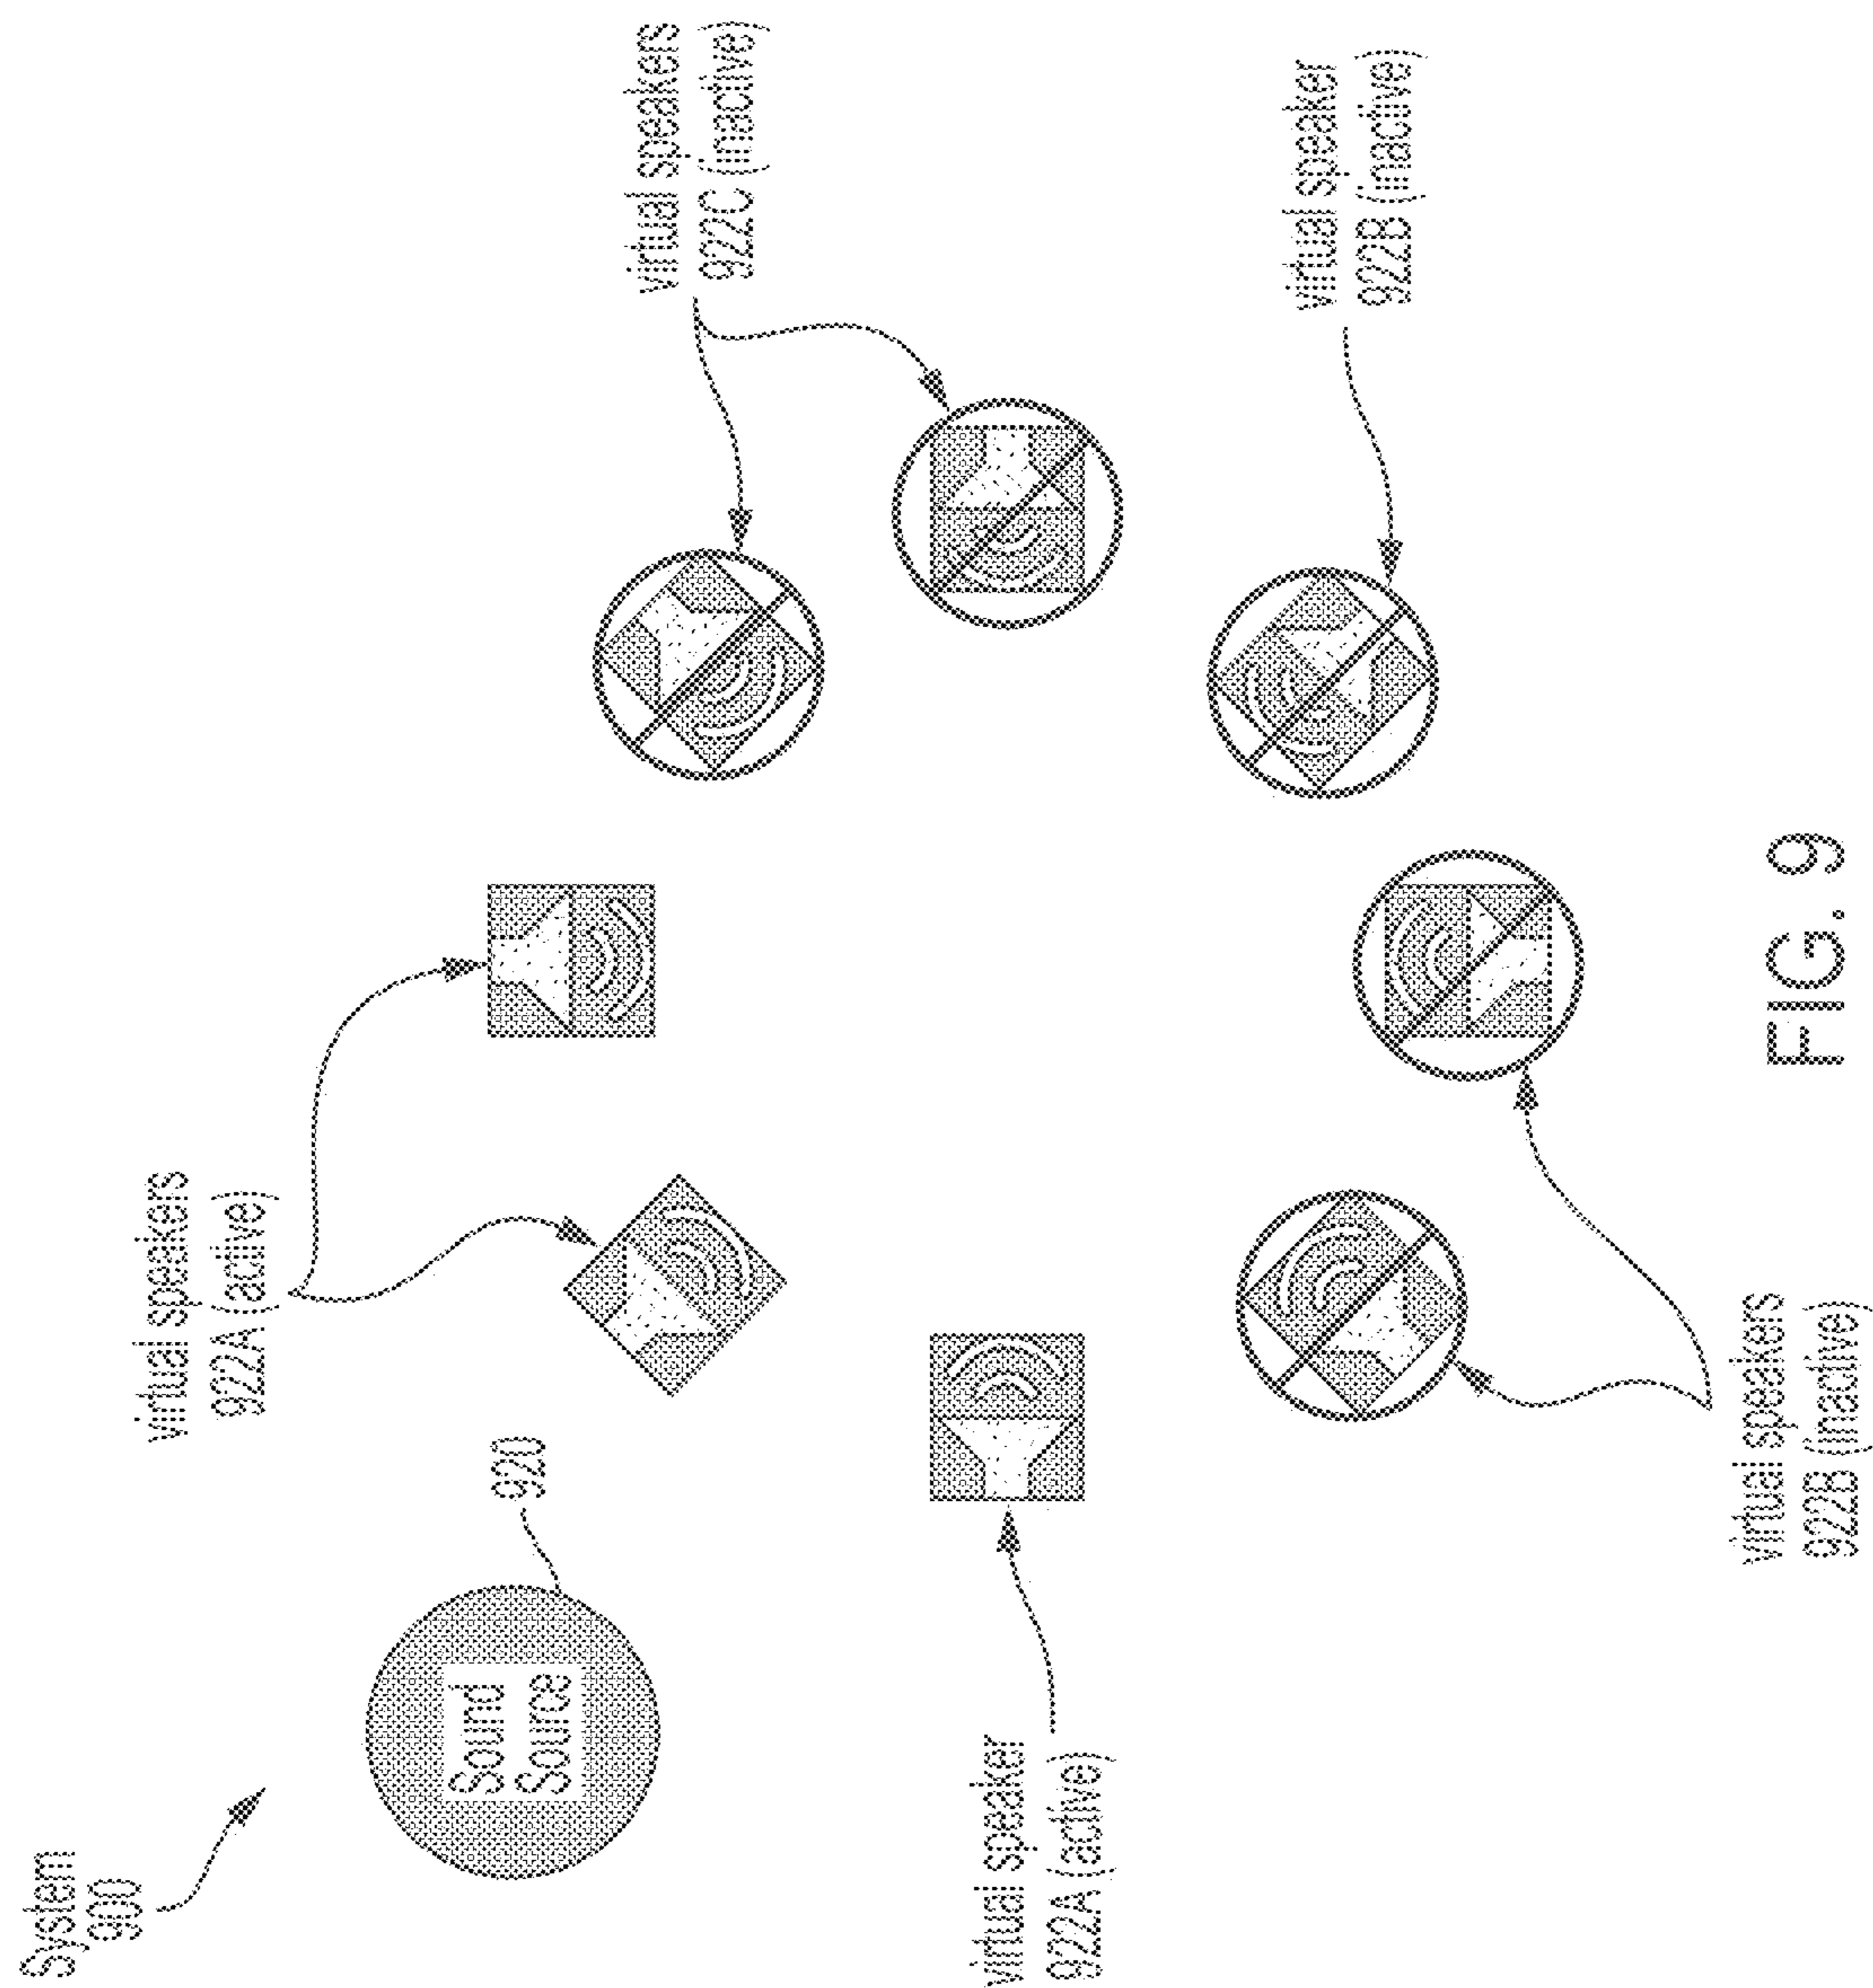 System
900
Sound
Source
920
virtual speakers
922A (active)
virtual speakers
922C (inactive)
virtual speaker
922A (active)
virtual speaker
922B (inactive)
virtual speakers
922B (inactive)
FIG. 9